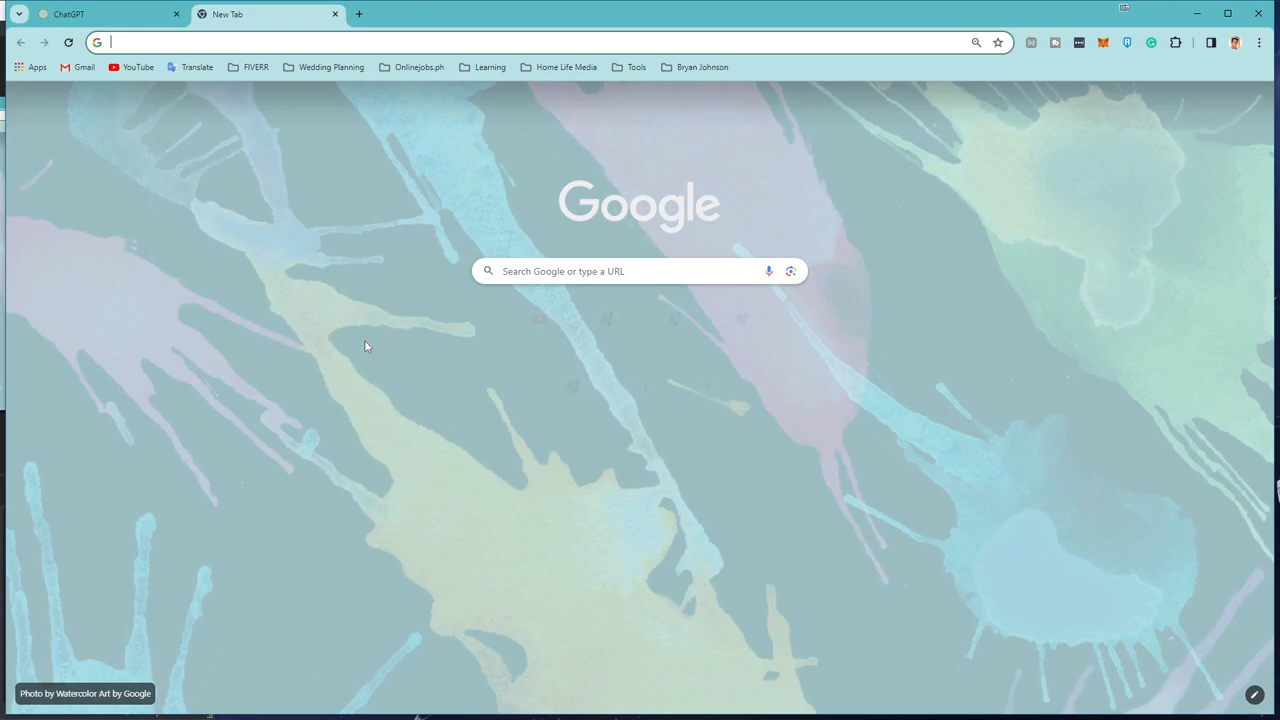 ChatGPT
New Tab
Apps
Gmail
YouTube
Translate
FIVERR
Wedding Planning
Onlinejobs.ph
Learning
Home Life Media
Tools
Bryan Johnson
Google
Search Google or type a URL
Photo by Watercolor Art by Google